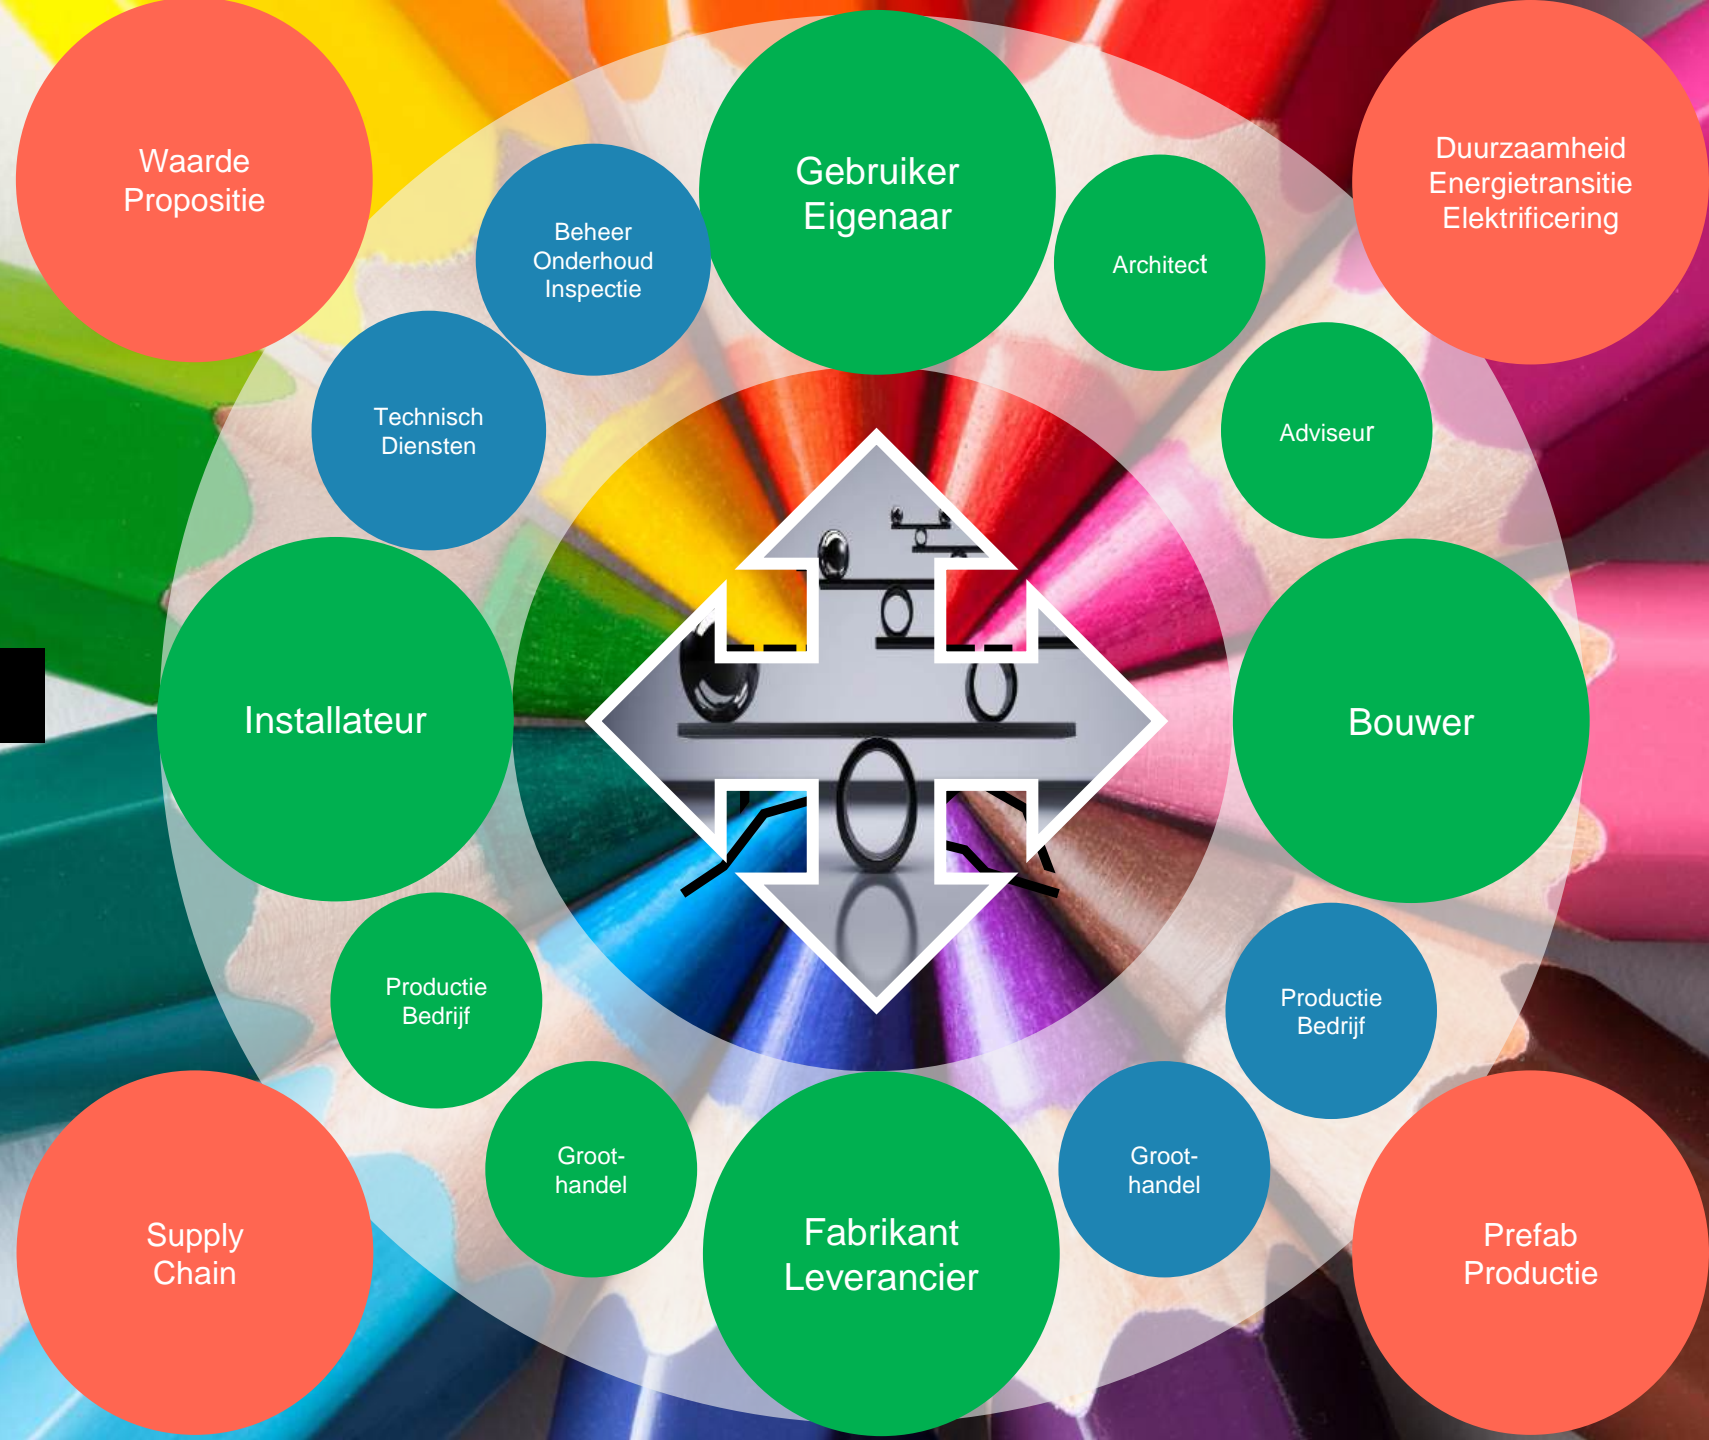 Waarde
Propositie
Gebruiker
Eigenaar
Duurzaamheid
Energietransitie
Elektrificering
Beheer
Onderhoud
Inspectie
Architect
Technisch
Diensten
Adviseur
Installateur
Bouwer
Productie
Bedrijf
Productie
Bedrijf
Groot-
handel
Groot-
handel
Fabrikant
Leverancier
Supply
Chain
Prefab
Productie